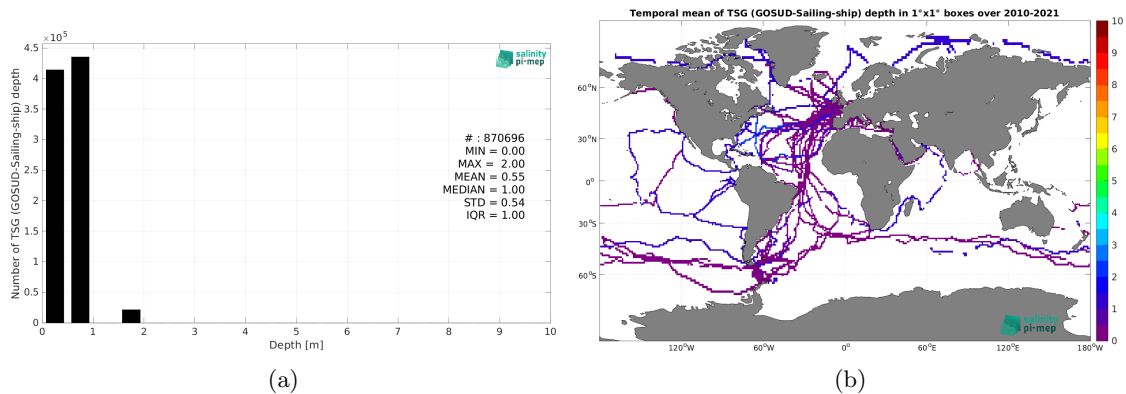 ×10⁵
salinity
pi-mep
4.5
4
3.5
3
2.5
2
1.5
1
0.5
0
Number of TSG (GOSUD-Sailing-ship) depth
# : 870696
MIN = 0.00
MAX = 2.00
MEAN = 0.55
MEDIAN = 1.00
STD = 0.54
IQR = 1.00
0 1 2 3 4 5 6 7 8 9 10
Depth [m]
(a)
Temporal mean of TSG (GOSUD-Sailing-ship) depth in 1°x1° boxes over 2010-2021
60°N
30°N
0°
30°S
60°S
120°W 60°W 0° 60°E 120°E 180°W
salinity
pi-mep
10
9
8
7
6
5
4
3
2
1
0
(b)